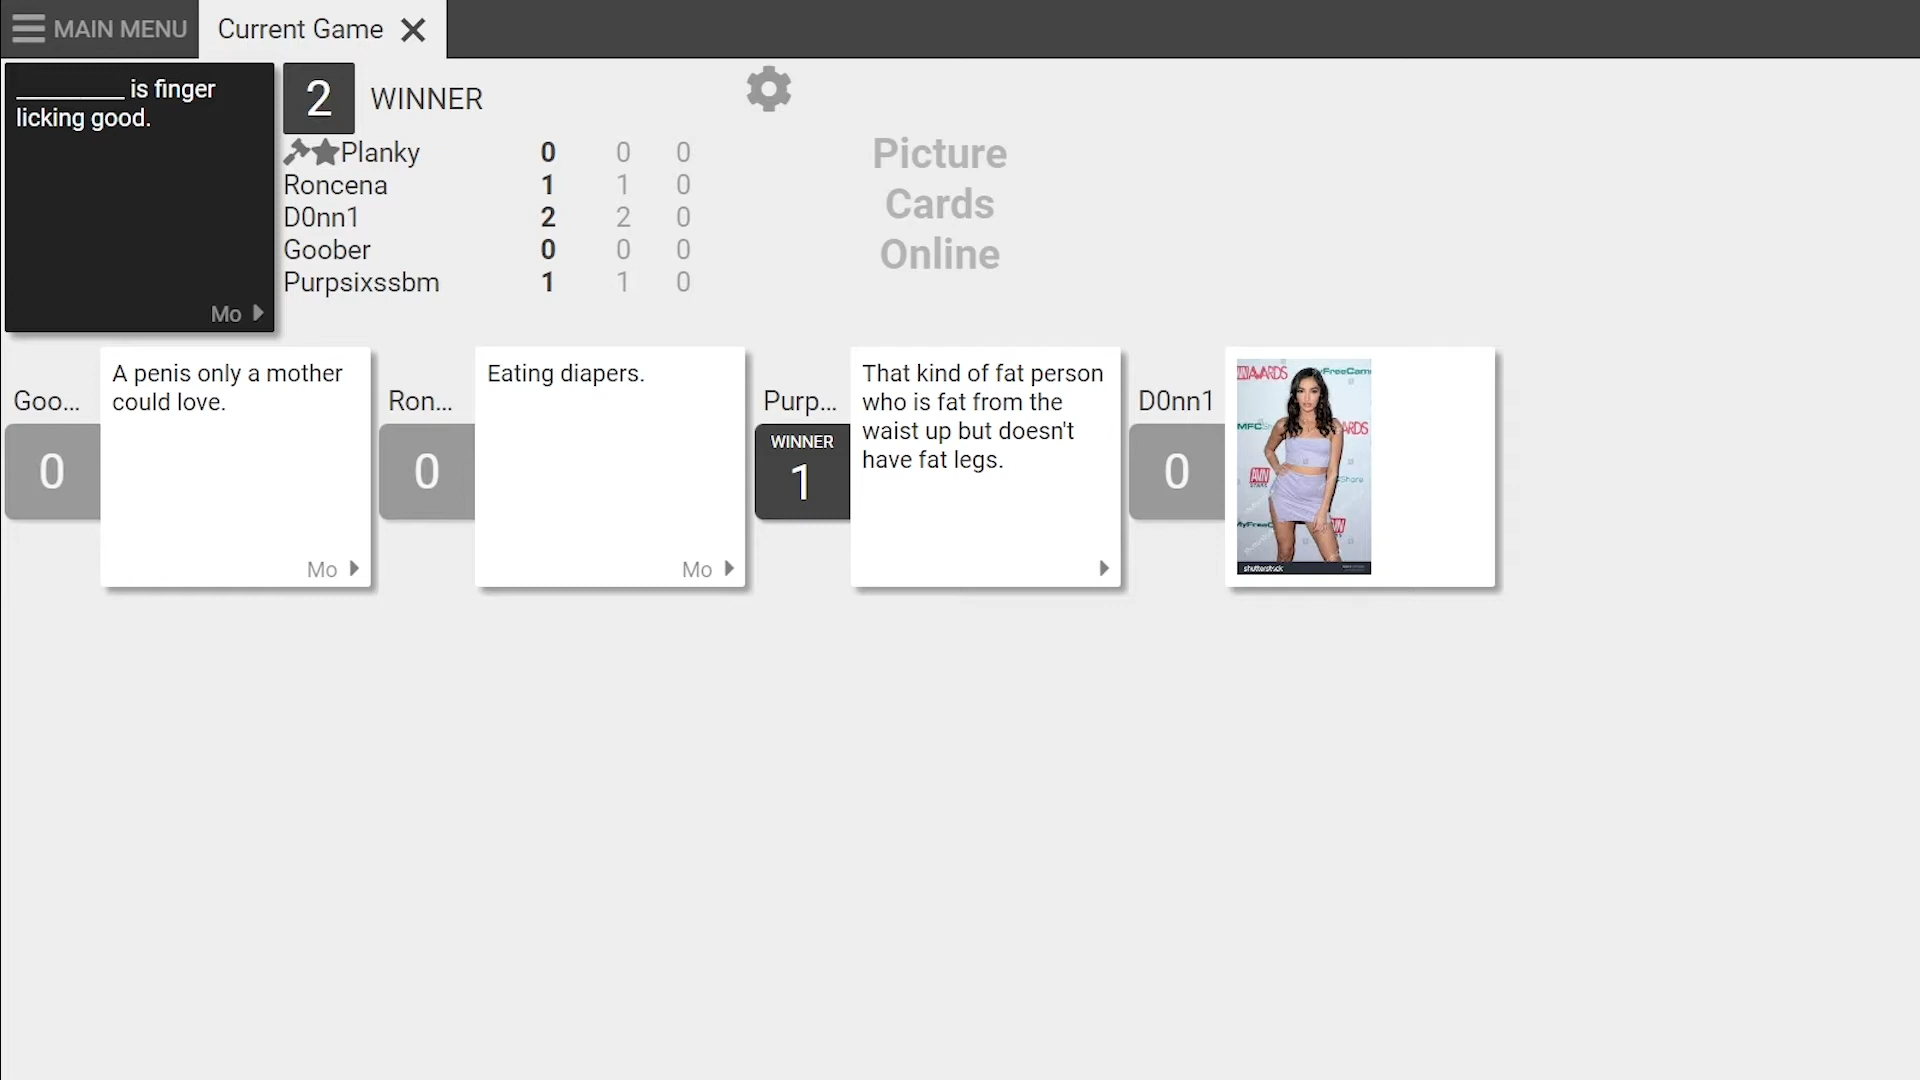 MAIN MENU
Current Game
_________ is finger
licking good.
Mo
2 WINNER
Planky 0 0 0
Roncena 1 1 0
D0nn1 2 2 0
Goober 0 0 0
Purpsixssbm 1 1 0
Picture
Cards
Online
Goo...
0
A penis only a mother
could love.
Mo
Ron...
0
Eating diapers.
Mo
Purp...
WINNER
1
That kind of fat person
who is fat from the
waist up but doesn't
have fat legs.
D0nn1
0
shutterstock